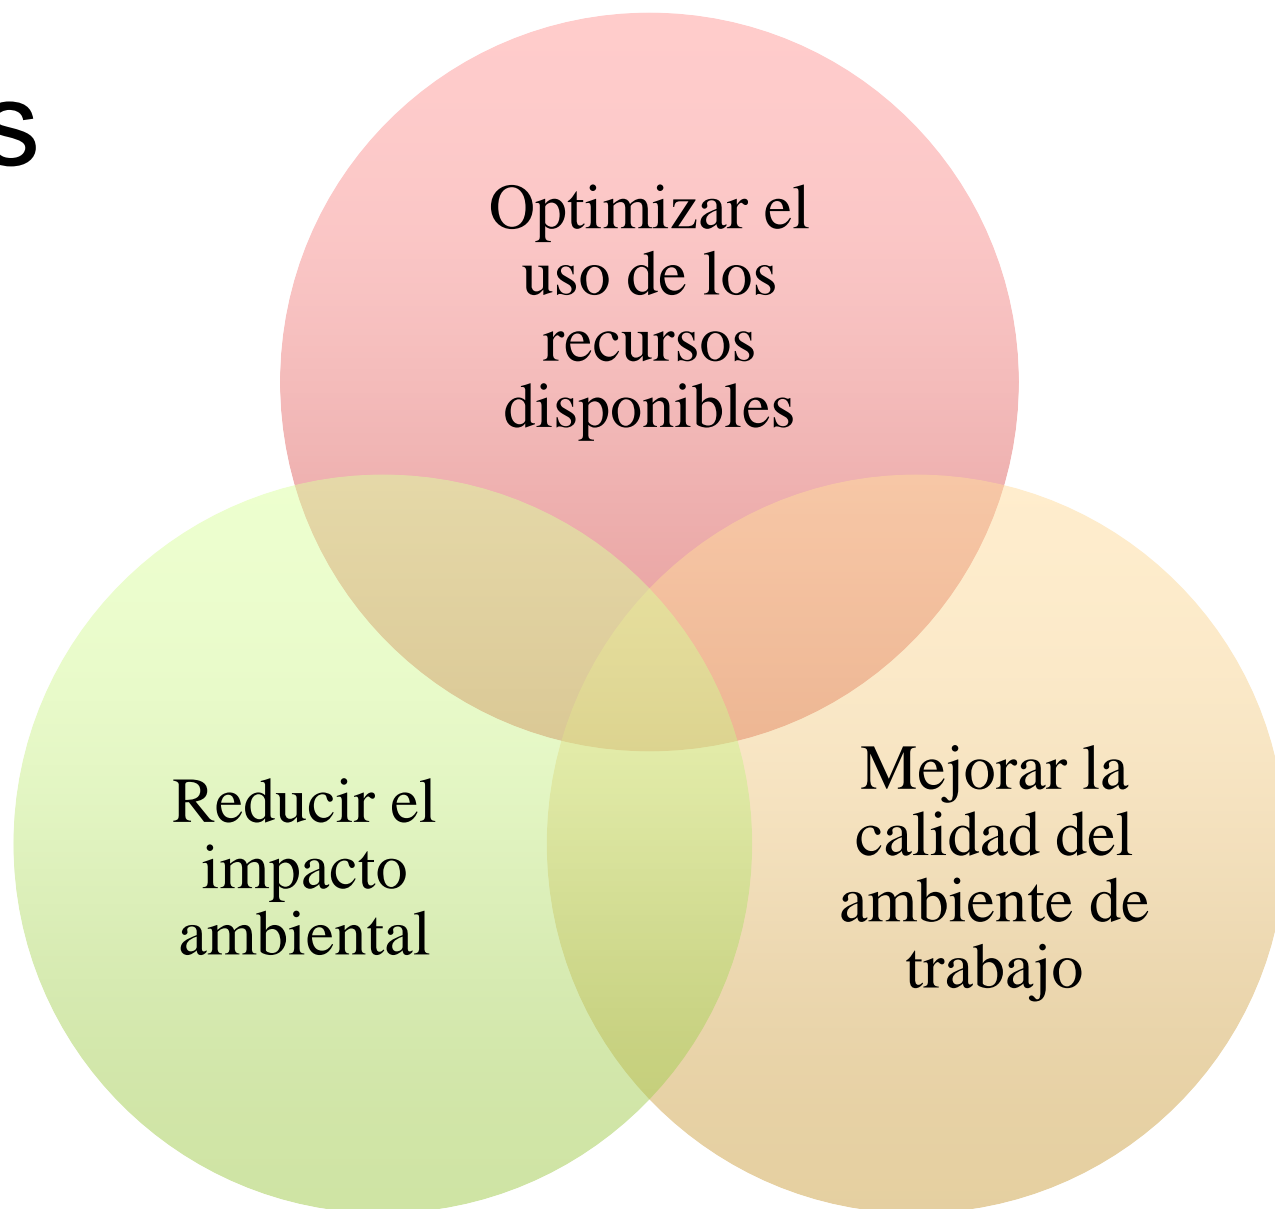 s
Optimizar el
uso de los
recursos
disponibles
Reducir el
impacto
ambiental
Mejorar la
calidad del
ambiente de
trabajo